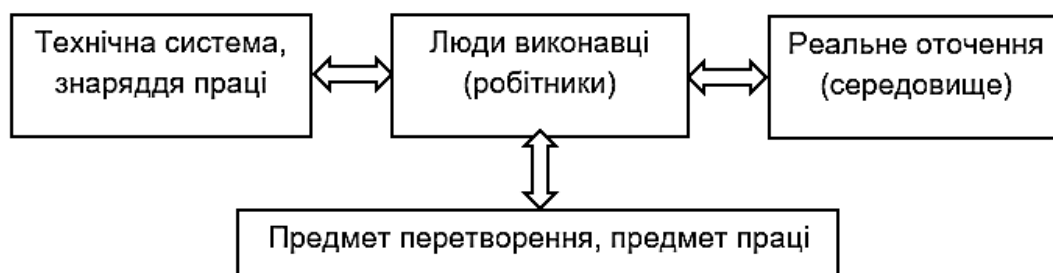 Технічна система,
знаряддя праці
Люди виконавці
(робітники)
Реальне оточення
(середовище)
Предмет перетворення, предмет праці